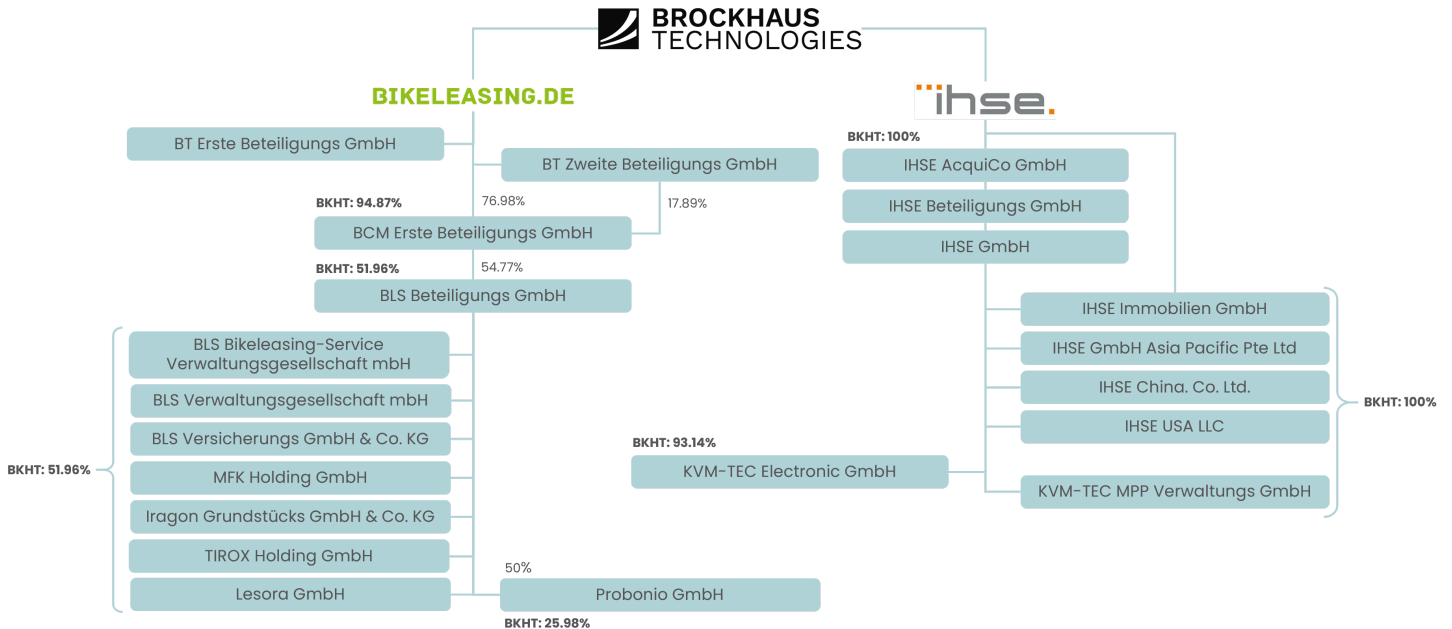 BROCKHAUS
TECHNOLOGIES
BIKELEASING.DE
BT Erste Beteiligungs GmbH
BT Zweite Beteiligungs GmbH
BKHT: 94.87%
76.98%
17.89%
BCM Erste Beteiligungs GmbH
BKHT: 51.96%
54.77%
BLS Beteiligungs GmbH
BLS Bikeleasing-Service
Verwaltungsgesellschaft mbH
BLS Verwaltungsgesellschaft mbH
BLS Versicherungs GmbH & Co. KG
BKHT: 51.96%
MFK Holding GmbH
Iragon Grundstücks GmbH & Co. KG
TIROX Holding GmbH
Lesora GmbH
50%
Probonio GmbH
BKHT: 25.98%
ihse.
BKHT: 100%
IHSE AcquiCo GmbH
IHSE Beteiligungs GmbH
IHSE GmbH
IHSE Immobilien GmbH
IHSE GmbH Asia Pacific Pte Ltd
IHSE China. Co. Ltd.
BKHT: 100%
IHSE USA LLC
BKHT: 93.14%
KVM-TEC Electronic GmbH
KVM-TEC MPP Verwaltungs GmbH